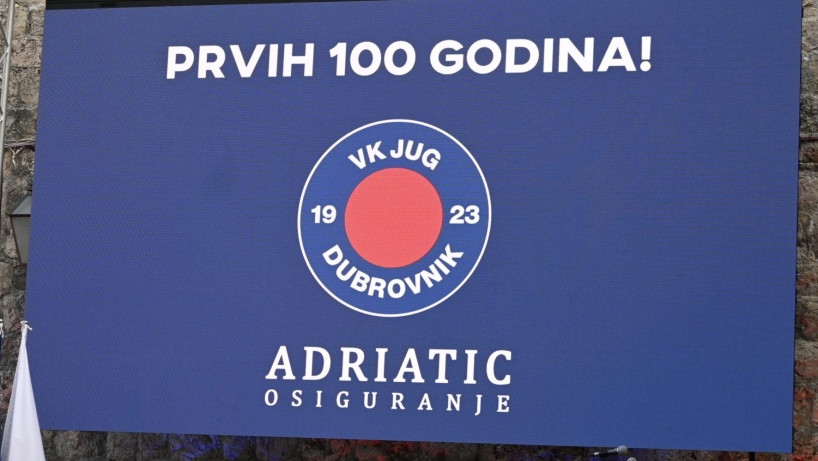 PRVIH 100 GODINA!
VK JUG
19 23
DUBROVNIK
ADRIATIC
OSIGURANJE